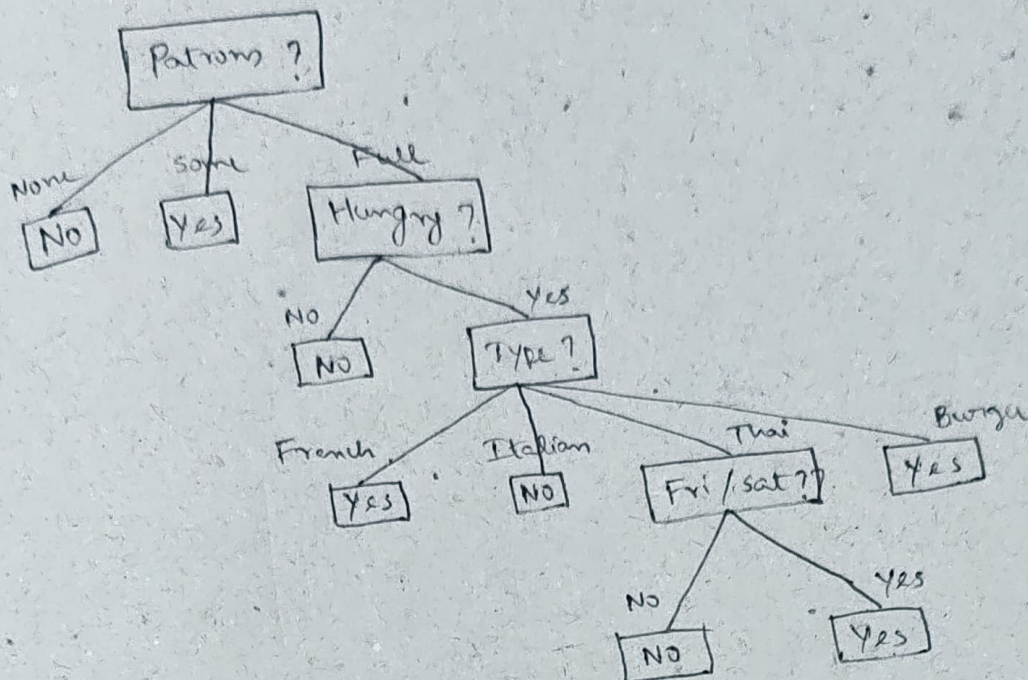 Patrons ?
None some Full
No Yes Hungry ?
No Yes
No Type ?
French Italian Thai Burger
Yes No Fri/sat?? Yes
No Yes
No Yes